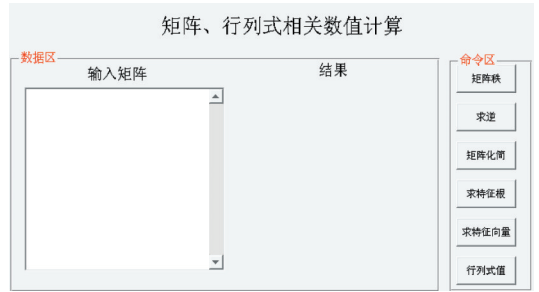 矩阵、行列式相关数值计算
数据区
输入矩阵
结果
命令区
矩阵秩
求逆
矩阵化简
求特征根
求特征向量
行列式值